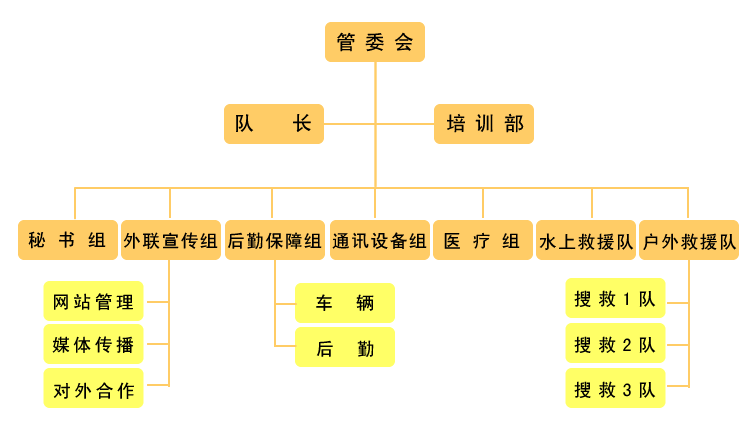 管委会
队 长
培训部
秘书组
外联宣传组
后勤保障组
通讯设备组
医疗组
水上救援队
户外救援队
网站管理
媒体传播
对外合作
车 辆
后 勤
搜救1队
搜救2队
搜救3队